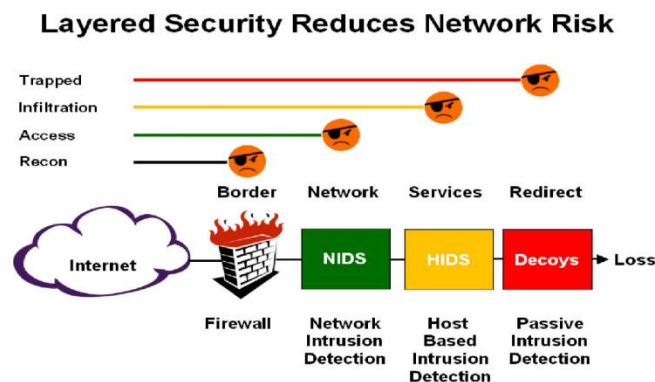 Layered Security Reduces Network Risk
Trapped
Infiltration
Access
Recon
Border Network Services Redirect
Internet
NIDS HIDS Decoys Loss
Firewall
Network
Intrusion
Detection
Host
Based
Intrusion
Detection
Passive
Intrusion
Detection